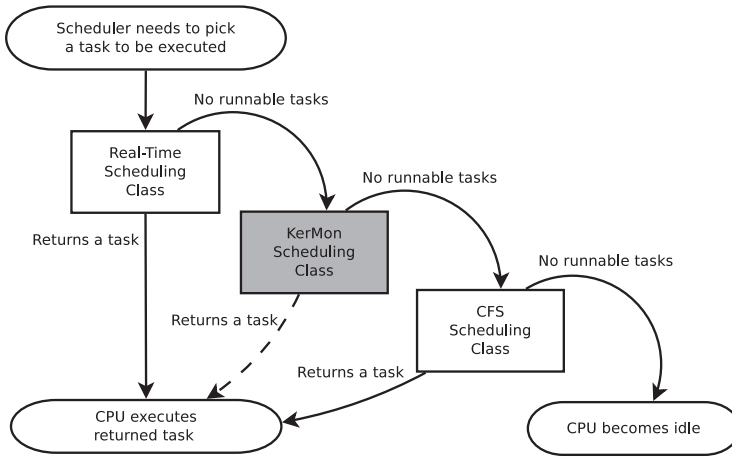 Scheduler needs to pick
a task to be executed
No runnable tasks
Real-Time
Scheduling
Class
No runnable tasks
Returns a task
KerMon
Scheduling
Class
No runnable tasks
Returns a task
CFS
Scheduling
Class
Returns a task
CPU executes
returned task
CPU becomes idle